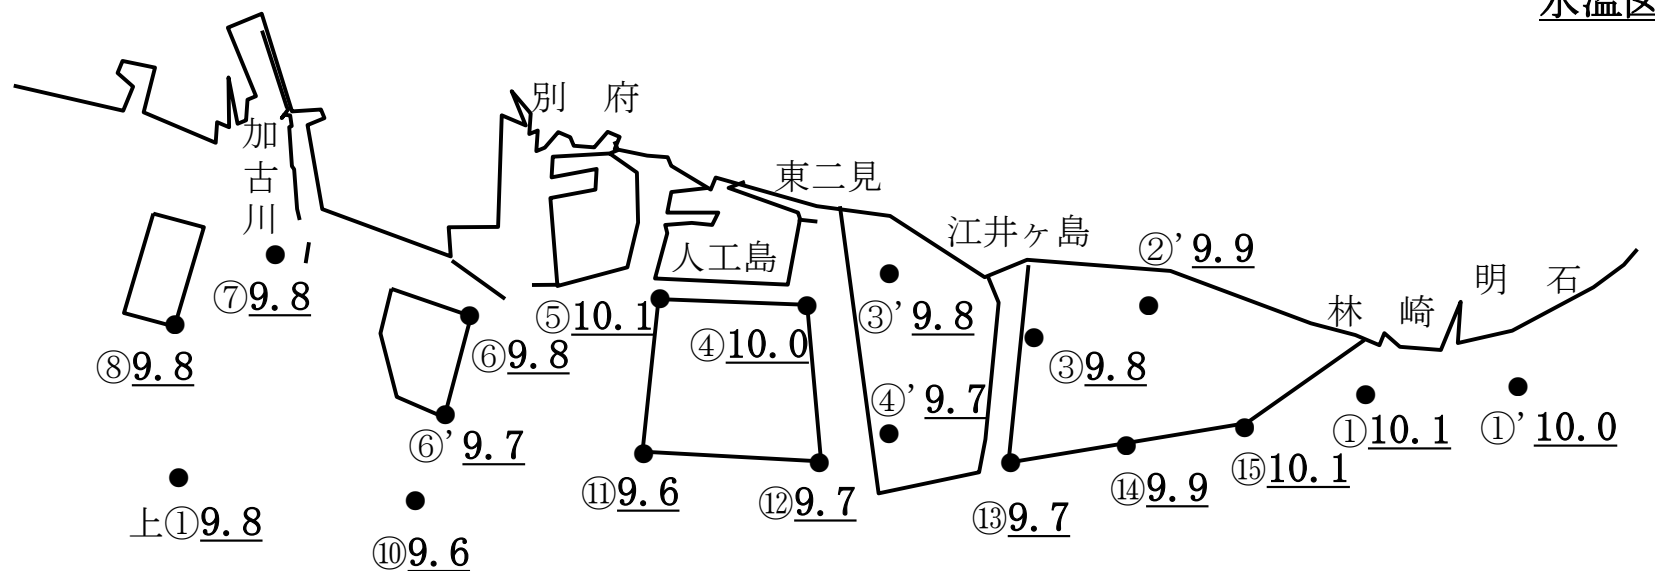 水温図
別 府
加古川
東二見
人工島
江井ヶ島
②' 9.9
明 石
林 崎
⑦9.8
⑤10.1
③' 9.8
④10.0
⑥9.8
③9.8
⑧9.8
④' 9.7
①10.1
①' 10.0
⑥' 9.7
⑮10.1
⑪9.6
⑫9.7
⑭9.9
⑬9.7
上①9.8
⑩9.6